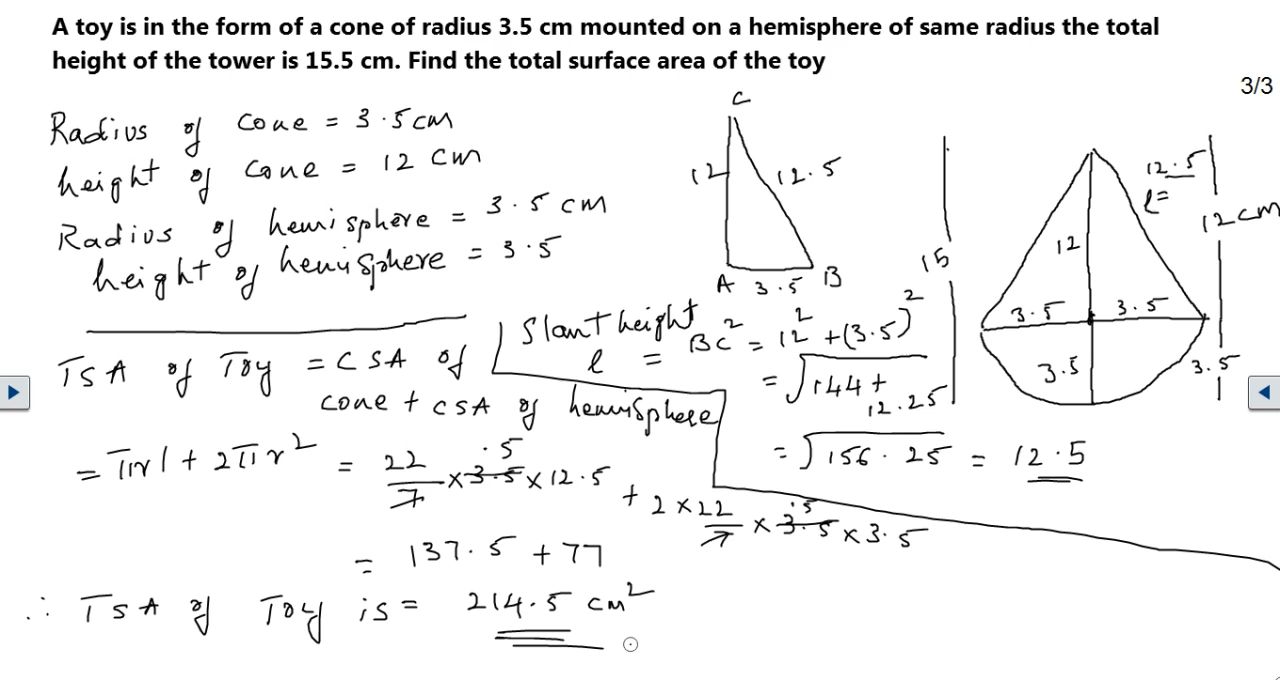 A toy is in the form of a cone of radius 3.5 cm mounted on a hemisphere of same radius the total
height of the tower is 15.5 cm. Find the total surface area of the toy
3/3
Radius of cone = 3.5cm
height of cone = 12 cm
Radius of hemisphere = 3.5 cm
height of hemisphere = 3.5
C
12
12.5
A 3.5 B
15
12.5
l=
12cm
12
3.5 3.5
3.5
3.5
Slant height
l = BC² = 12² + (3.5)²
= √144 + 12.25
= √156.25 = 12.5
TSA of Toy = CSA of
cone + CSA of hemisphere
= πrl + 2πr² = 22/7 × 3.5 × 12.5 + 2 × 22/7 × 3.5 × 3.5
.5
.5
= 137.5 + 77
∴ TSA of Toy is = 214.5 cm²